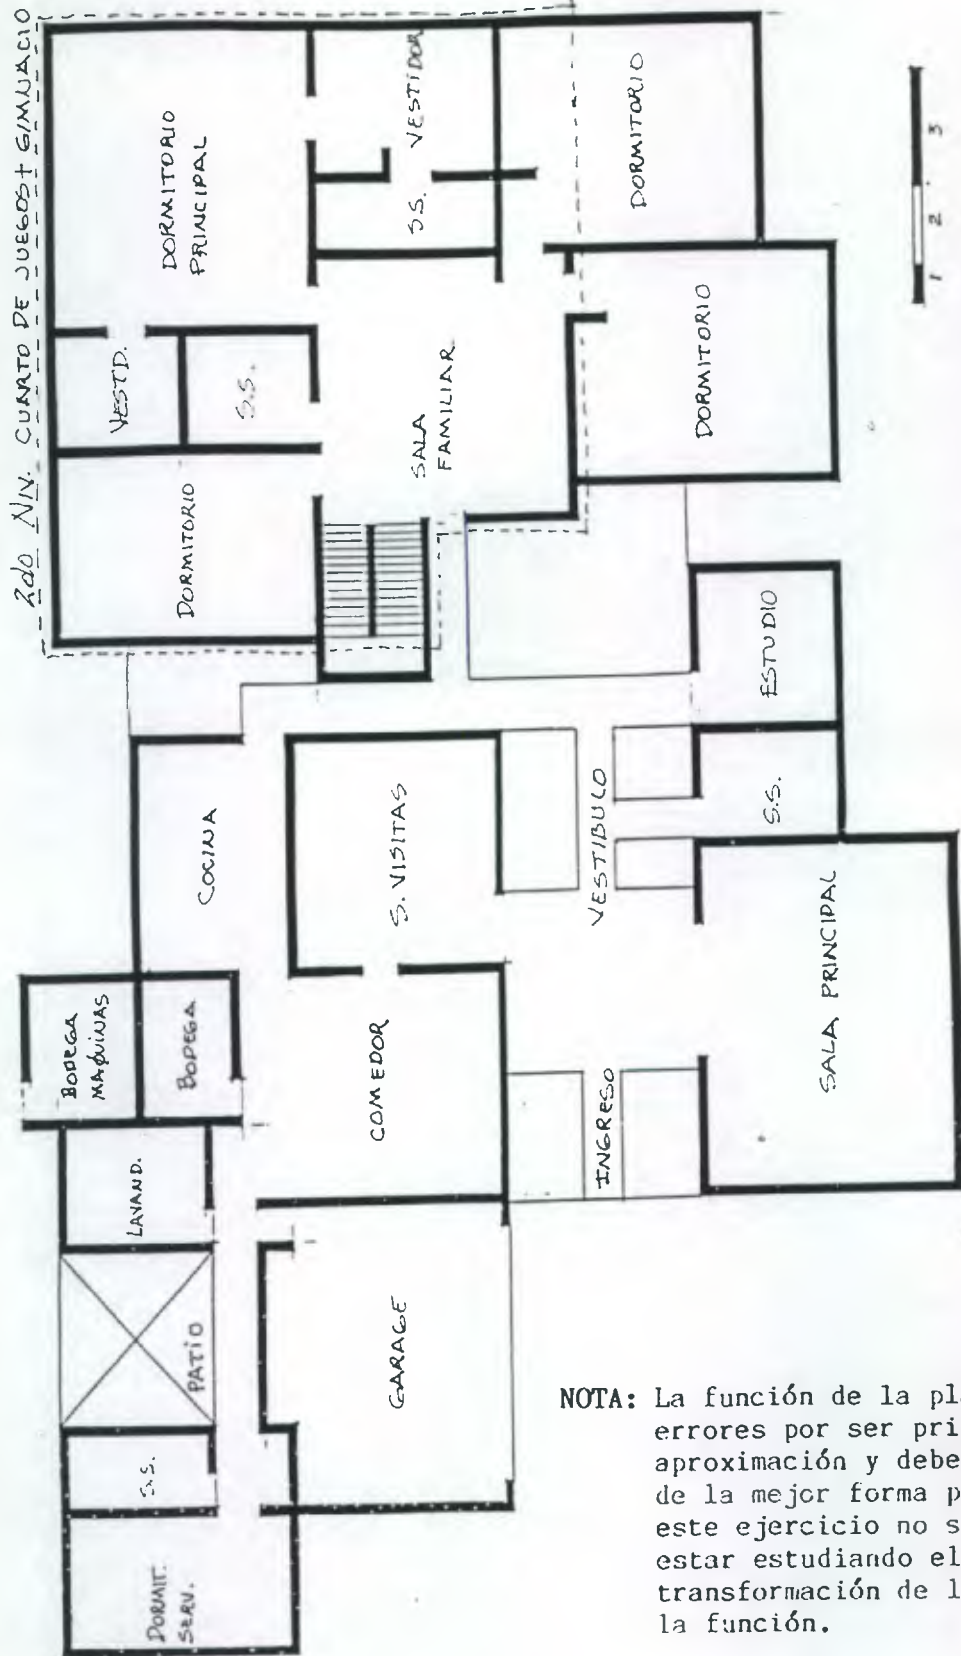 2do NIV. CUARTO DE JUEGOS + GIMNACIO
DORMITORIO
PRINCIPAL
VESTIDOR
DORMITORIO
S.S.
VESTD.
S.S.
SALA
FAMILIAR
DORMITORIO
DORMITORIO
1 2 3
COCINA
S. VISITAS
VESTIBULO
ESTUDIO
S.S.
BODEGA
MAQUINAS
BODEGA
COMEDOR
INGRESO
SALA PRINCIPAL
LAVAND.
PATIO
GARAGE
S.S.
DORMIT.
SERV.
NOTA: La función de la pl
errores por ser pri
aproximación y debe
de la mejor forma p
este ejercicio no s
estar estudiando el
transformación de l
la función.